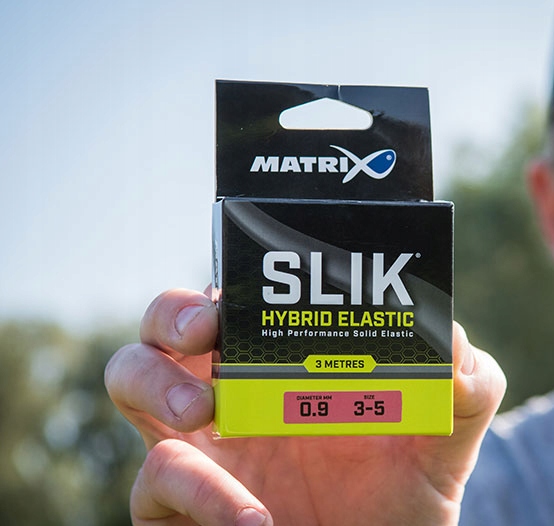 MATRIX
SLIK®
HYBRID ELASTIC
High Performance Solid Elastic
3 METRES
DIAMETER MM SIZE
0.9 3-5